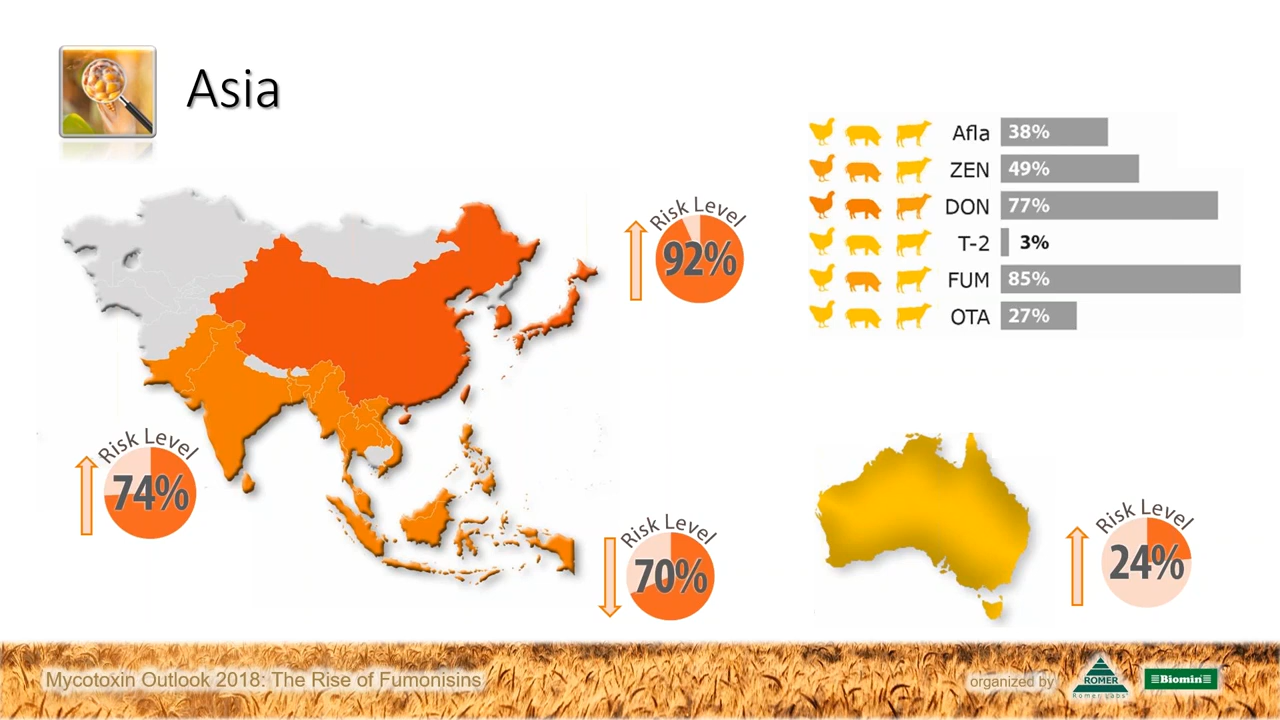 Asia
Afla 38%
ZEN 49%
DON 77%
T-2 3%
FUM 85%
OTA 27%
Risk Level
92%
Risk Level
74%
Risk Level
70%
Risk Level
24%
Mycotoxin Outlook 2018: The Rise of Fumonisins
organized by
ROMER
Romer Labs®
Biomin